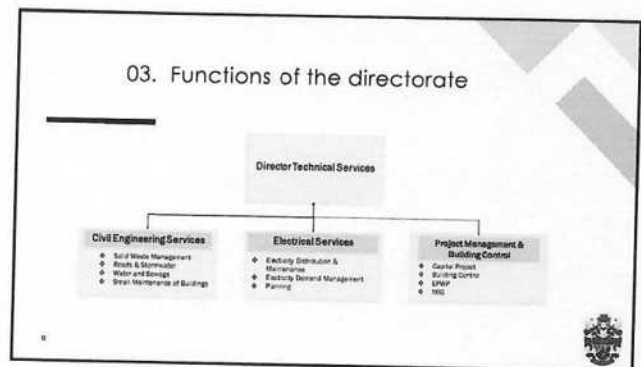 03. Functions of the directorate
Director Technical Services
Civil Engineering Services
❖ Solid Waste Management
❖ Roads & Stormwater
❖ Water and Sewage
❖ Small Maintenance of Buildings
Electrical Services
❖ Electricity Distribution &
Maintenance
❖ Electricity Demand Management
❖ Planning
Project Management &
Building Control
❖ Capital Project
❖ Building Control
❖ EPWP